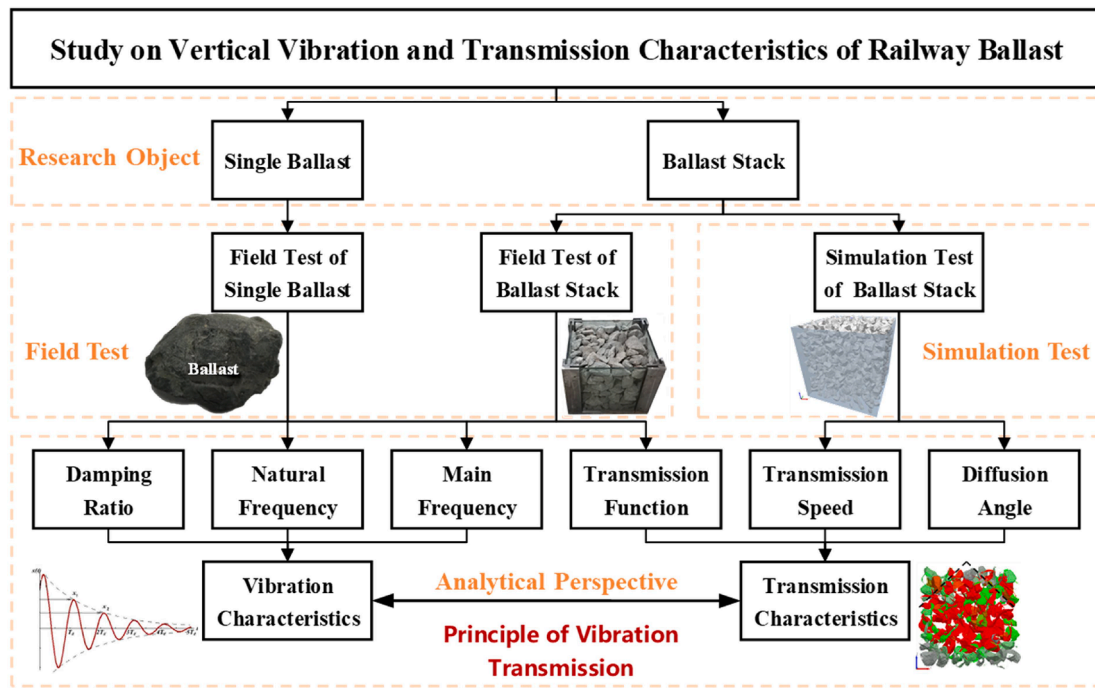 Study on Vertical Vibration and Transmission Characteristics of Railway Ballast
Research Object
Single Ballast
Ballast Stack
Field Test of
Single Ballast
Field Test of
Ballast Stack
Simulation Test
of Ballast Stack
Field Test
Ballast
Simulation Test
Damping
Ratio
Natural
Frequency
Main
Frequency
Transmission
Function
Transmission
Speed
Diffusion
Angle
Vibration
Characteristics
Analytical Perspective
Transmission
Characteristics
Principle of Vibration
Transmission